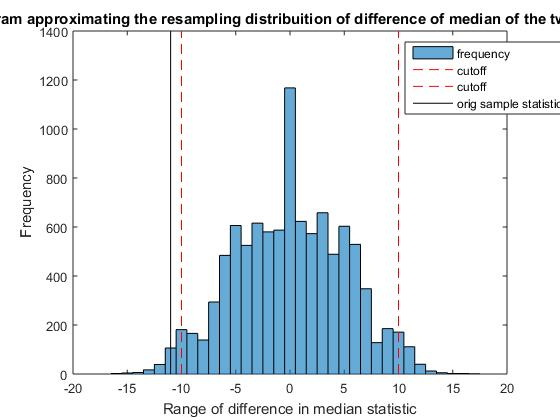 ram approximating the resampling distribuition of difference of median of the tw
1400
1200
1000
800
600
400
200
0
Frequency
frequency
cutoff
cutoff
orig sample statistic
-20 -15 -10 -5 0 5 10 15 20
Range of difference in median statistic